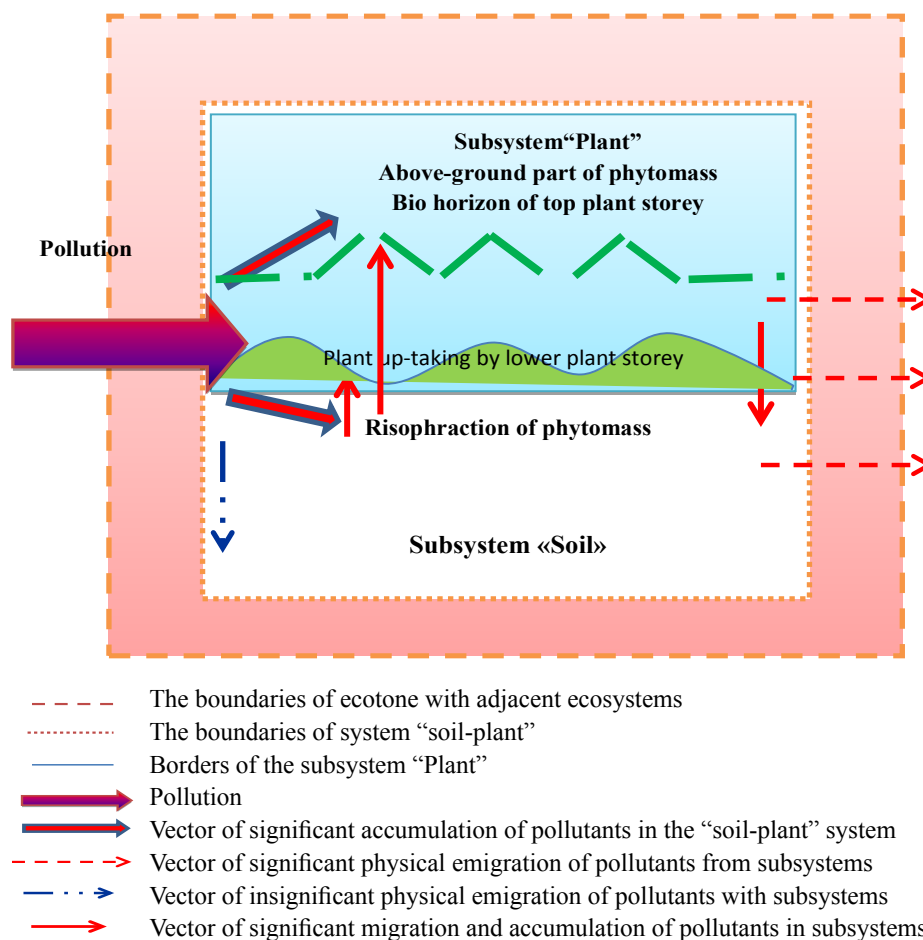 Subsystem“Plant”
Above-ground part of phytomass
Bio horizon of top plant storey
Pollution
Plant up-taking by lower plant storey
Risophraction of phytomass
Subsystem «Soil»
The boundaries of ecotone with adjacent ecosystems
The boundaries of system “soil-plant”
Borders of the subsystem “Plant”
Pollution
Vector of significant accumulation of pollutants in the “soil-plant” system
Vector of significant physical emigration of pollutants from subsystems
Vector of insignificant physical emigration of pollutants with subsystems
Vector of significant migration and accumulation of pollutants in subsystems